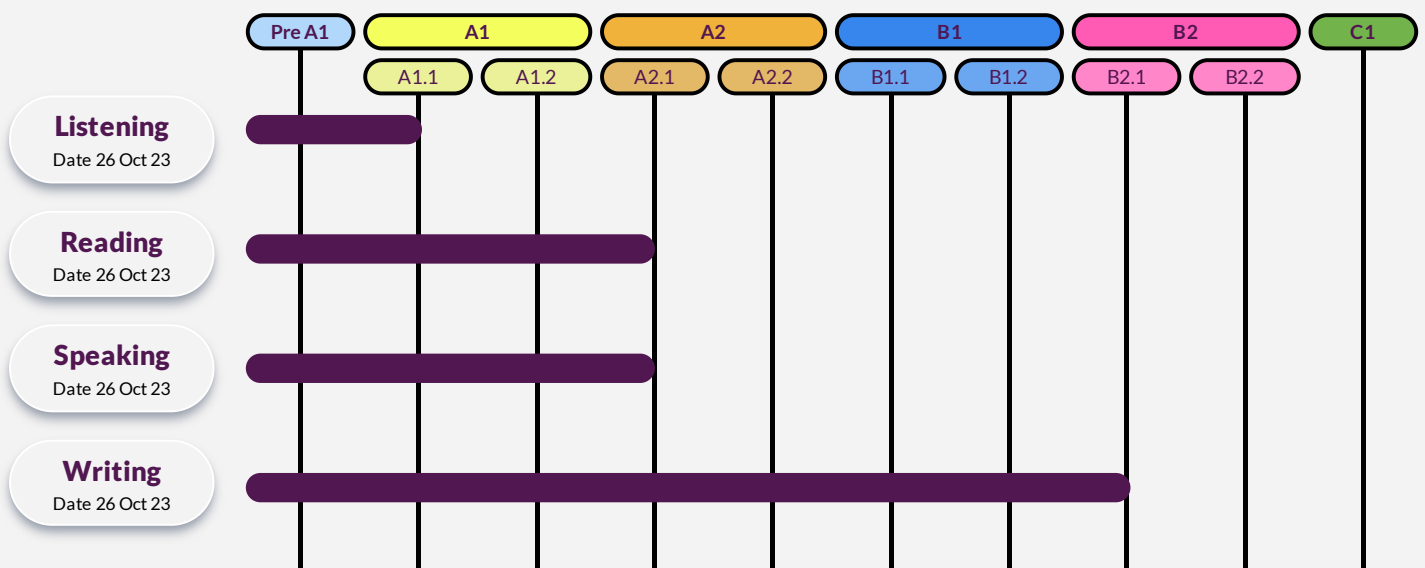 Pre A1 A1 A2 B1 B2 C1
A1.1 A1.2 A2.1 A2.2 B1.1 B1.2 B2.1 B2.2
Listening
Date 26 Oct 23
Reading
Date 26 Oct 23
Speaking
Date 26 Oct 23
Writing
Date 26 Oct 23